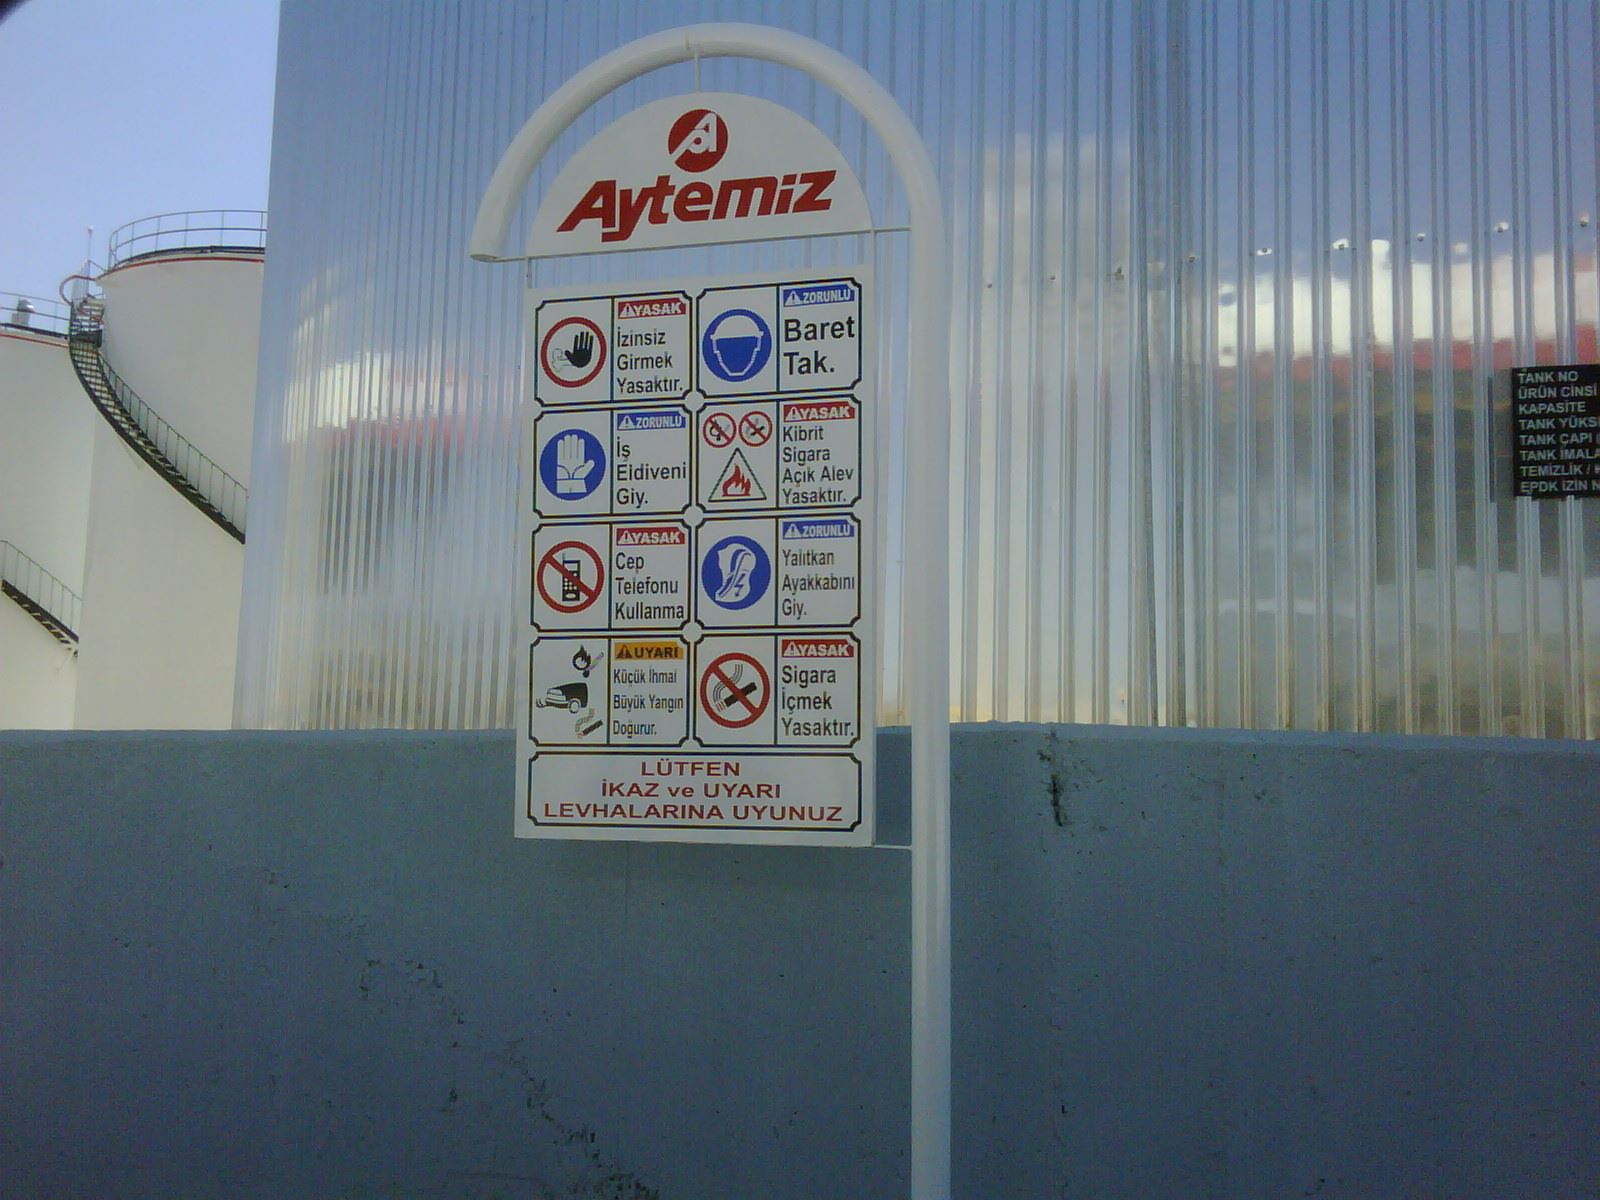 Aytemiz
YASAK
İzinsiz
Girmek
Yasaktır.
ZORUNLU
Baret
Tak.
ZORUNLU
İş
Eldiveni
Giy.
YASAK
Kibrit
Sigara
Açık Alev
Yasaktır.
YASAK
Cep
Telefonu
Kullanma
ZORUNLU
Yalıtkan
Ayakkabını
Giy.
UYARI
Küçük İhmal
Büyük Yangın
Doğurur.
YASAK
Sigara
İçmek
Yasaktır.
LÜTFEN
İKAZ ve UYARI
LEVHALARINA UYUNUZ
TANK NO
ÜRÜN CİNSİ
KAPASİTE
TANK
TANK ÇAPI
TANK
TEMİZLİK /
EPDK İZİN